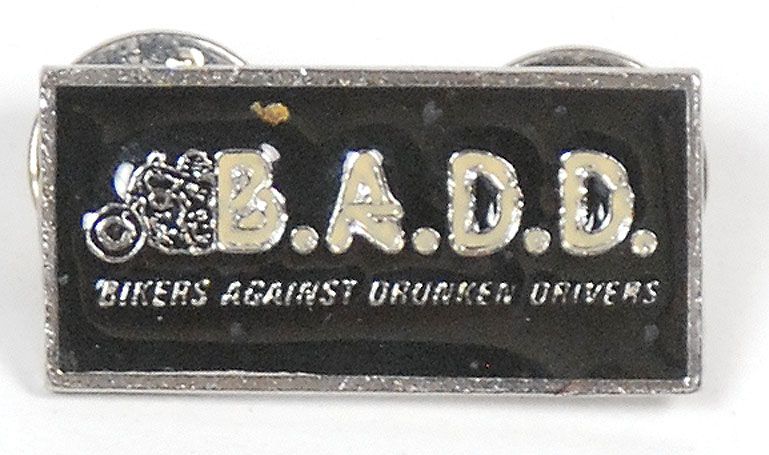 B.A.D.D.
BIKERS AGAINST DRUNKEN DRIVERS